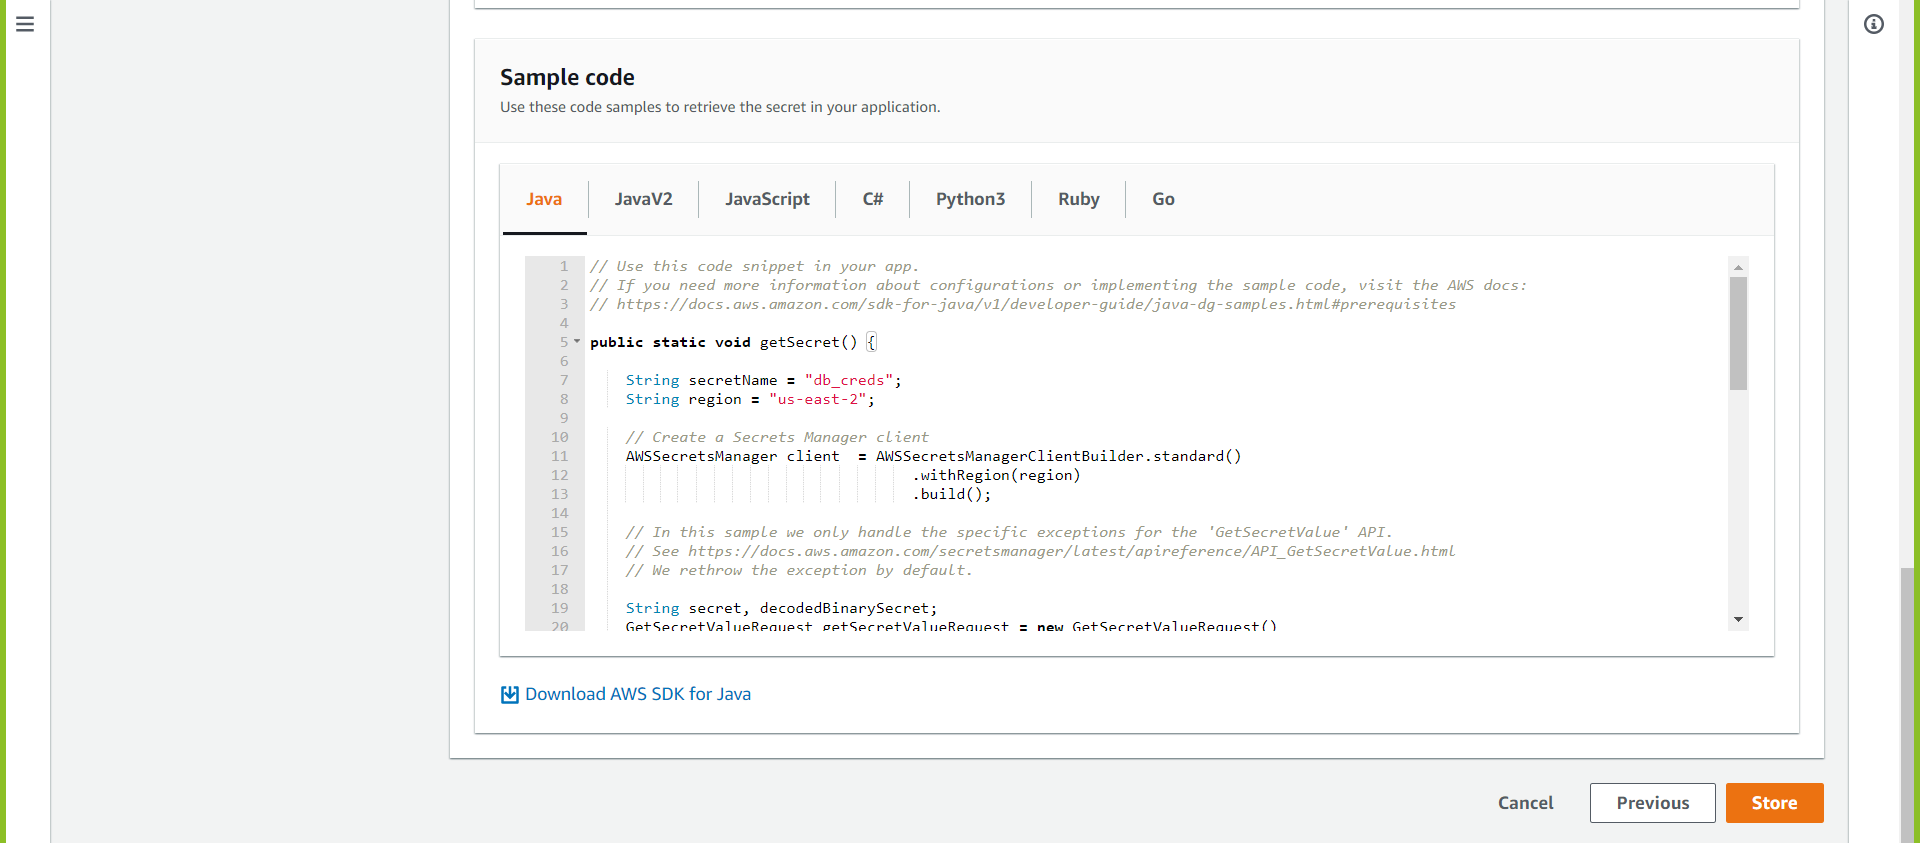 Sample code
Use these code samples to retrieve the secret in your application.
Java JavaV2 JavaScript C# Python3 Ruby Go
1 // Use this code snippet in your app.
2 // If you need more information about configurations or implementing the sample code, visit the AWS docs:
3 // https://docs.aws.amazon.com/sdk-for-java/v1/developer-guide/java-dg-samples.html#prerequisites
4
5 public static void getSecret() {
6
7 String secretName = "db_creds";
8 String region = "us-east-2";
9
10 // Create a Secrets Manager client
11 AWSSecretsManager client  = AWSSecretsManagerClientBuilder.standard()
12 .withRegion(region)
13 .build();
14
15 // In this sample we only handle the specific exceptions for the 'GetSecretValue' API.
16 // See https://docs.aws.amazon.com/secretsmanager/latest/apireference/API_GetSecretValue.html
17 // We rethrow the exception by default.
18
19 String secret, decodedBinarySecret;
20 GetSecretValueRequest getSecretValueRequest = new GetSecretValueRequest()
Download AWS SDK for Java
Cancel Previous Store